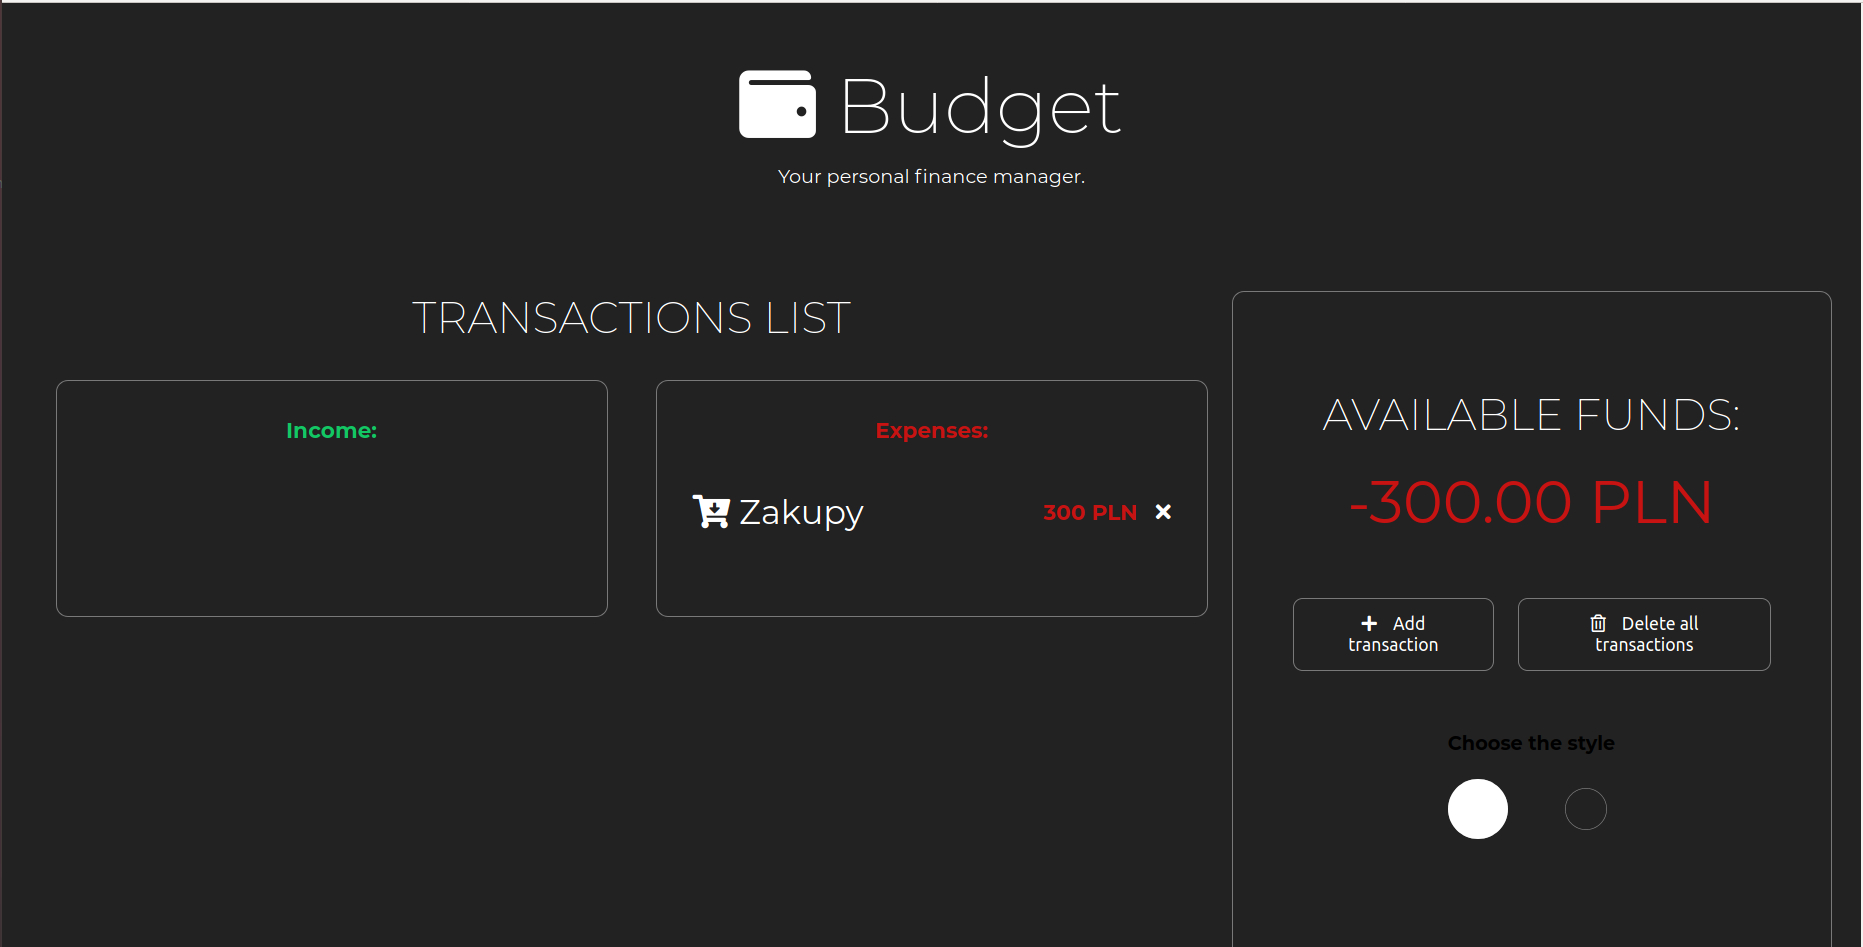 Budget
Your personal finance manager.
TRANSACTIONS LIST
Income:
Expenses:
Zakupy
300 PLN
AVAILABLE FUNDS:
-300.00 PLN
Add
transaction
Delete all
transactions
Choose the style